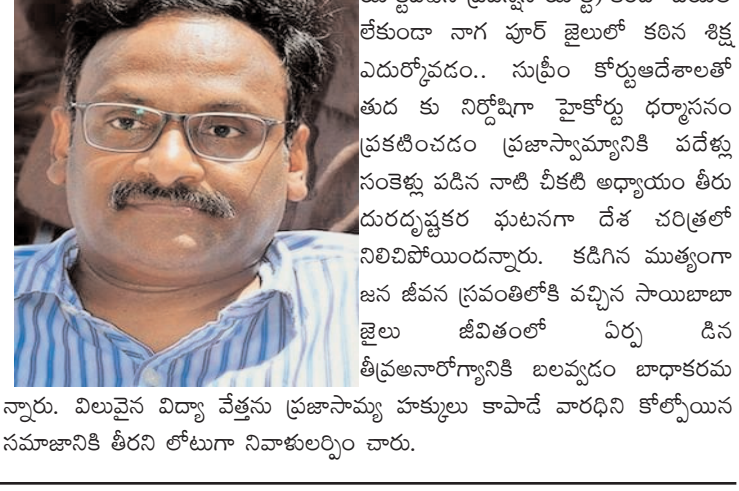 లేకుండా నాగ పూర్ జైలులో కఠిన శిక్ష
ఎదుర్కోవడం.. సుప్రీం కోర్టుఆదేశాలతో
తుద కు నిర్దోషిగా హైకోర్టు ధర్మాసనం
ప్రకటించడం ప్రజాస్వామ్యానికి పదేళ్లు
సంకెళ్లు పడిన నాటి చీకటి అధ్యాయం తీరు
దురదృష్టకర ఘటనగా దేశ చరిత్రలో
నిలిచిపోయిందన్నారు. కడిగిన ముత్యంగా
జన జీవన స్రవంతిలోకి వచ్చిన సాయిబాబా
జైలు జీవితంలో ఏర్ప డిన
తీవ్రఅనారోగ్యానికి బలవ్వడం బాధాకరమ
న్నారు. విలువైన విద్యా వేత్తను ప్రజాసామ్య హక్కులు కాపాడే వారధిని కోల్పోయిన
సమాజానికి తీరని లోటుగా నివాళులర్పిం చారు.